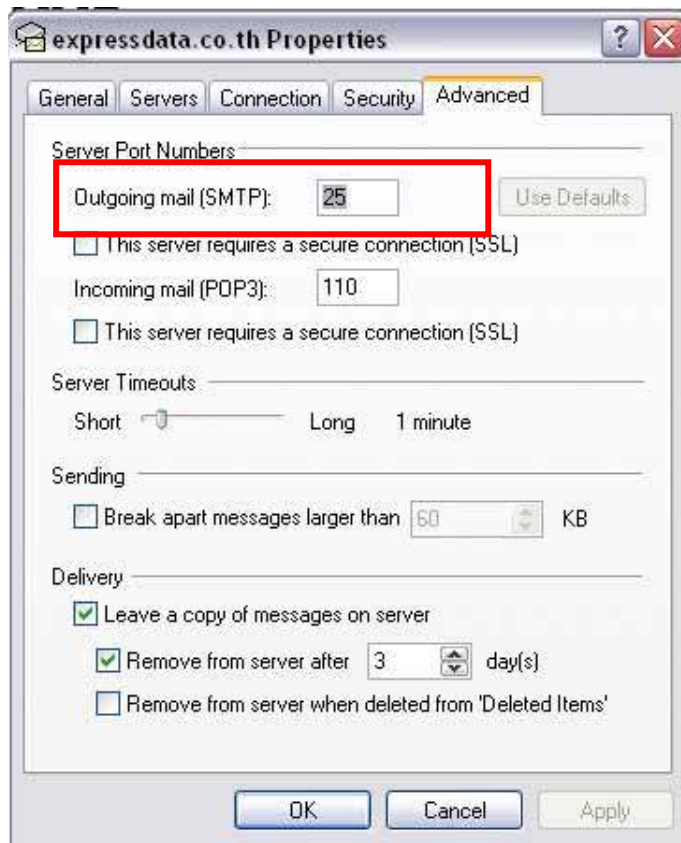 expressdata.co.th Properties
General Servers Connection Security Advanced
Server Port Numbers
Outgoing mail (SMTP): 25 Use Defaults
This server requires a secure connection (SSL)
Incoming mail (POP3): 110
This server requires a secure connection (SSL)
Server Timeouts
Short Long 1 minute
Sending
Break apart messages larger than 60 KB
Delivery
Leave a copy of messages on server
Remove from server after 3 day(s)
Remove from server when deleted from 'Deleted Items'
OK Cancel Apply